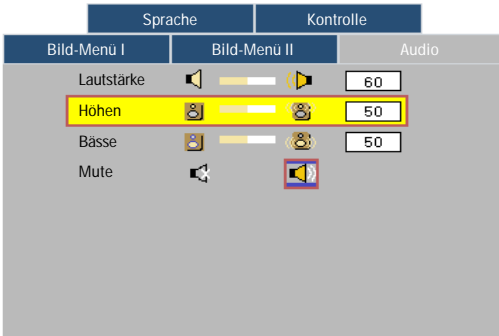 Sprache Kontrolle
Bild-Menü I Bild-Menü II Audio
Lautstärke 60
Höhen 50
Bässe 50
Mute